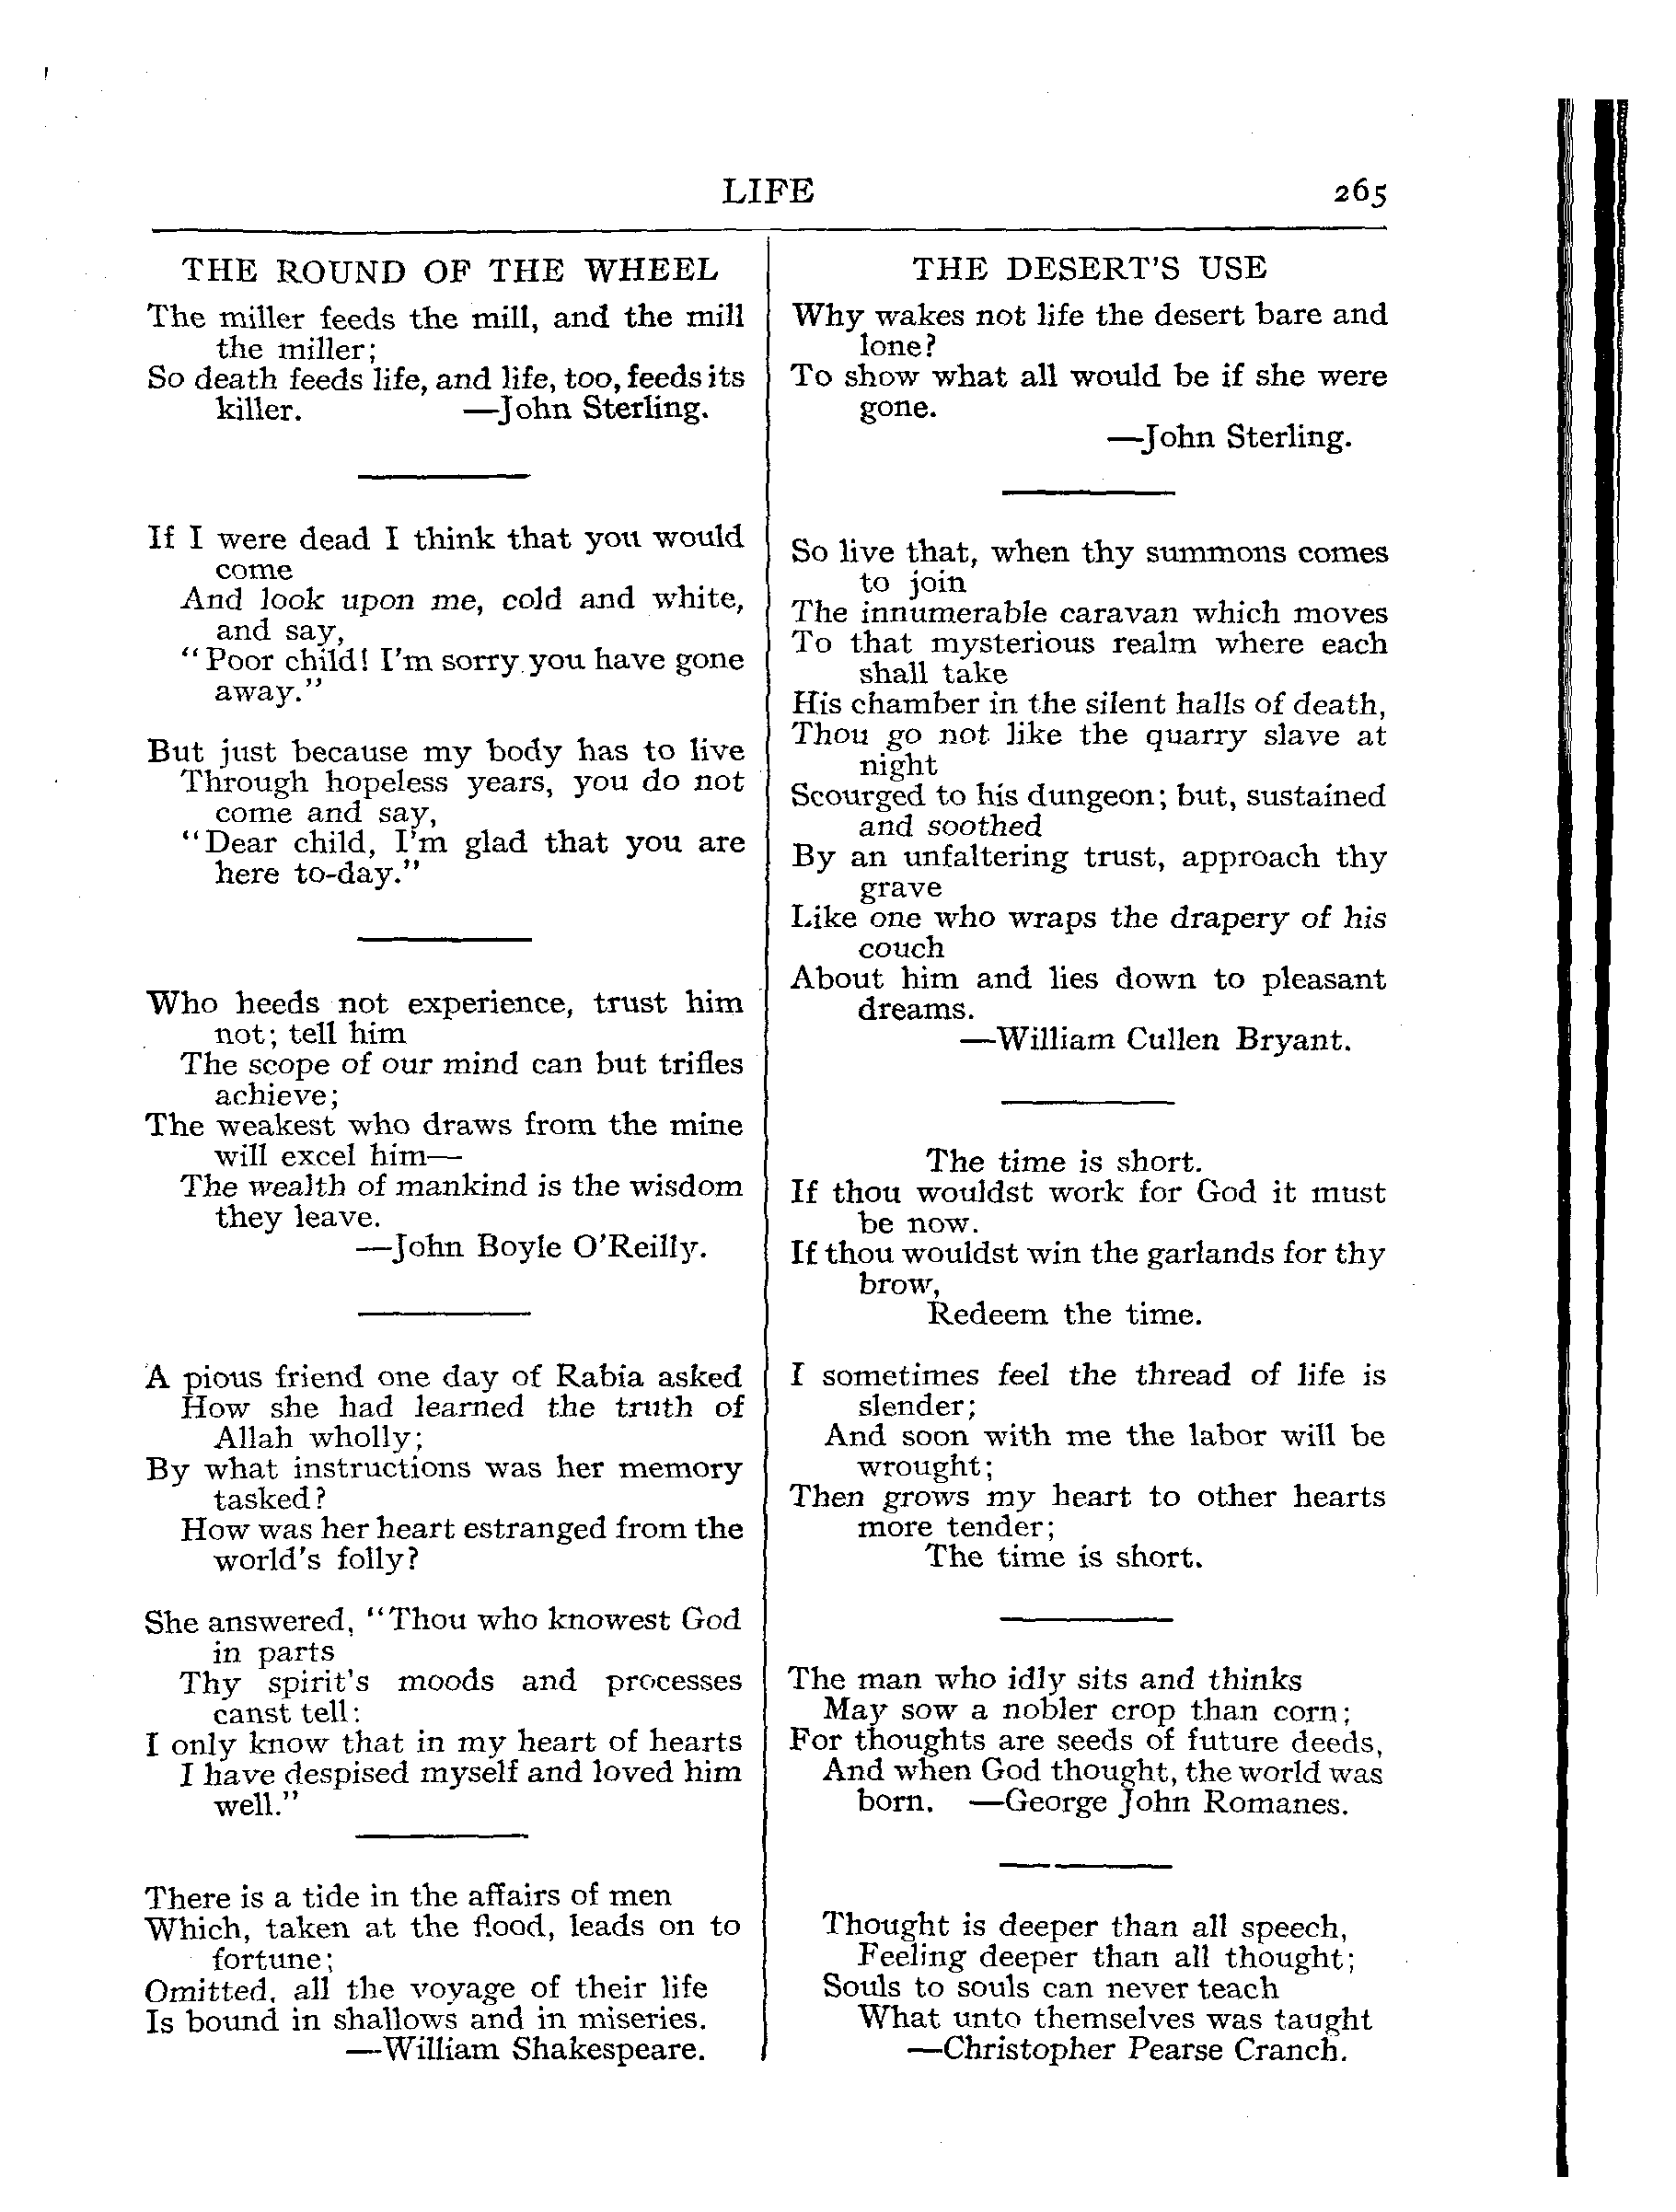 LIFE 265
THE ROUND OF THE WHEEL
The miller feeds the mill, and the mill
the miller;
So death feeds life, and life, too, feeds its
killer. —John Sterling.
If I were dead I think that you would
come
And look upon me, cold and white,
and say,
"Poor child! I'm sorry you have gone
away."
But just because my body has to live
Through hopeless years, you do not
come and say,
"Dear child, I'm glad that you are
here to-day."
Who heeds not experience, trust him
not; tell him
The scope of our mind can but trifles
achieve;
The weakest who draws from the mine
will excel him—
The wealth of mankind is the wisdom
they leave.
—John Boyle O'Reilly.
A pious friend one day of Rabia asked
How she had learned the truth of
Allah wholly;
By what instructions was her memory
tasked?
How was her heart estranged from the
world's folly?
She answered, "Thou who knowest God
in parts
Thy spirit's moods and processes
canst tell:
I only know that in my heart of hearts
I have despised myself and loved him
well."
There is a tide in the affairs of men
Which, taken at the flood, leads on to
fortune;
Omitted, all the voyage of their life
Is bound in shallows and in miseries.
—William Shakespeare.
THE DESERT'S USE
Why wakes not life the desert bare and
lone?
To show what all would be if she were
gone.
—John Sterling.
So live that, when thy summons comes
to join
The innumerable caravan which moves
To that mysterious realm where each
shall take
His chamber in the silent halls of death,
Thou go not like the quarry slave at
night
Scourged to his dungeon; but, sustained
and soothed
By an unfaltering trust, approach thy
grave
Like one who wraps the drapery of his
couch
About him and lies down to pleasant
dreams.
—William Cullen Bryant.
The time is short.
If thou wouldst work for God it must
be now.
If thou wouldst win the garlands for thy
brow,
Redeem the time.
I sometimes feel the thread of life is
slender;
And soon with me the labor will be
wrought;
Then grows my heart to other hearts
more tender;
The time is short.
The man who idly sits and thinks
May sow a nobler crop than corn;
For thoughts are seeds of future deeds,
And when God thought, the world was
born. —George John Romanes.
Thought is deeper than all speech,
Feeling deeper than all thought;
Souls to souls can never teach
What unto themselves was taught
—Christopher Pearse Cranch.